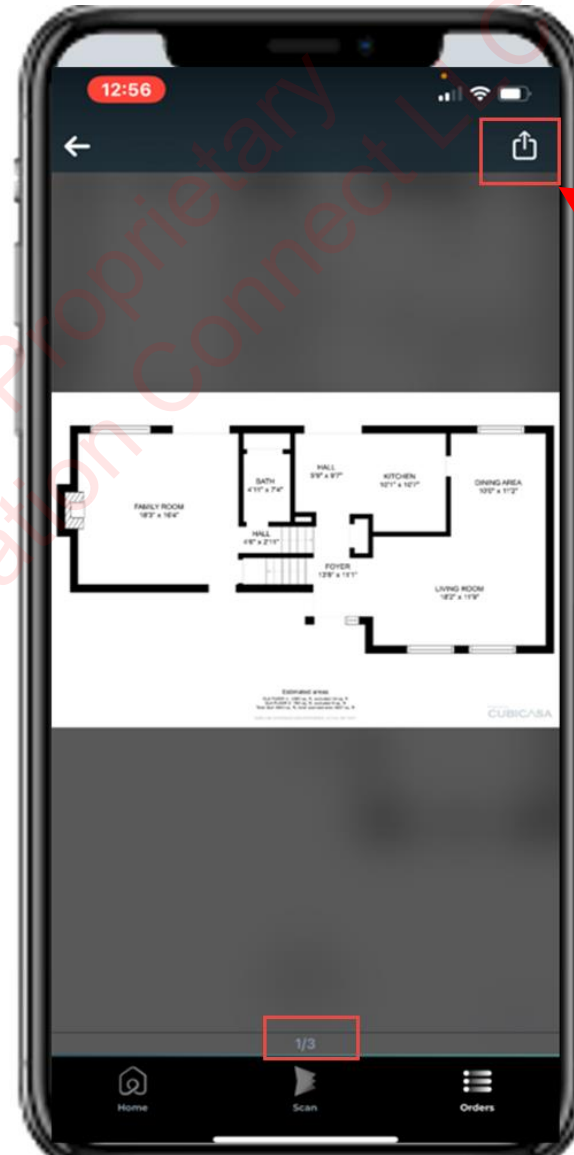 12:56
HALL
5'9" x 9'7"
BATH
4'11" x 7'4"
KITCHEN
10'1" x 10'7"
DINING AREA
10'0" x 11'2"
FAMILY ROOM
18'3" x 16'4"
HALL
4'6" x 2'11"
FOYER
12'6" x 11'1"
LIVING ROOM
18'2" x 11'9"
Estimated areas
CUBICASA
1/3
Home
Scan
Orders
Proprietary
Connect LLC